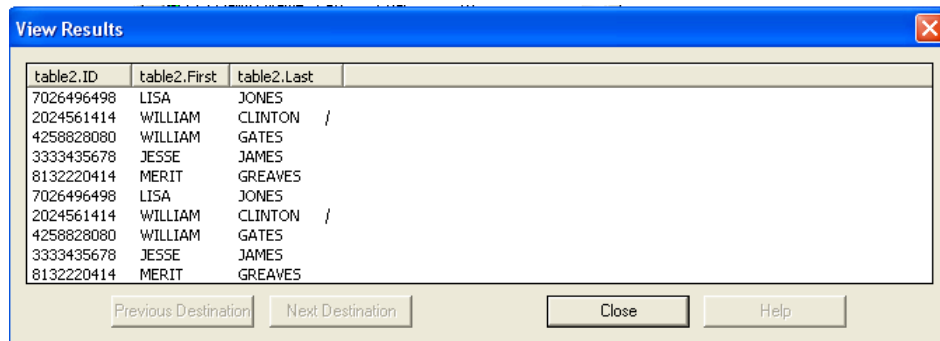 View Results
table2.ID table2.First table2.Last
7026496498 LISA JONES
2024561414 WILLIAM CLINTON /
4258828080 WILLIAM GATES
3333435678 JESSE JAMES
8132220414 MERIT GREAVES
7026496498 LISA JONES
2024561414 WILLIAM CLINTON /
4258828080 WILLIAM GATES
3333435678 JESSE JAMES
8132220414 MERIT GREAVES
Previous Destination Next Destination Close Help